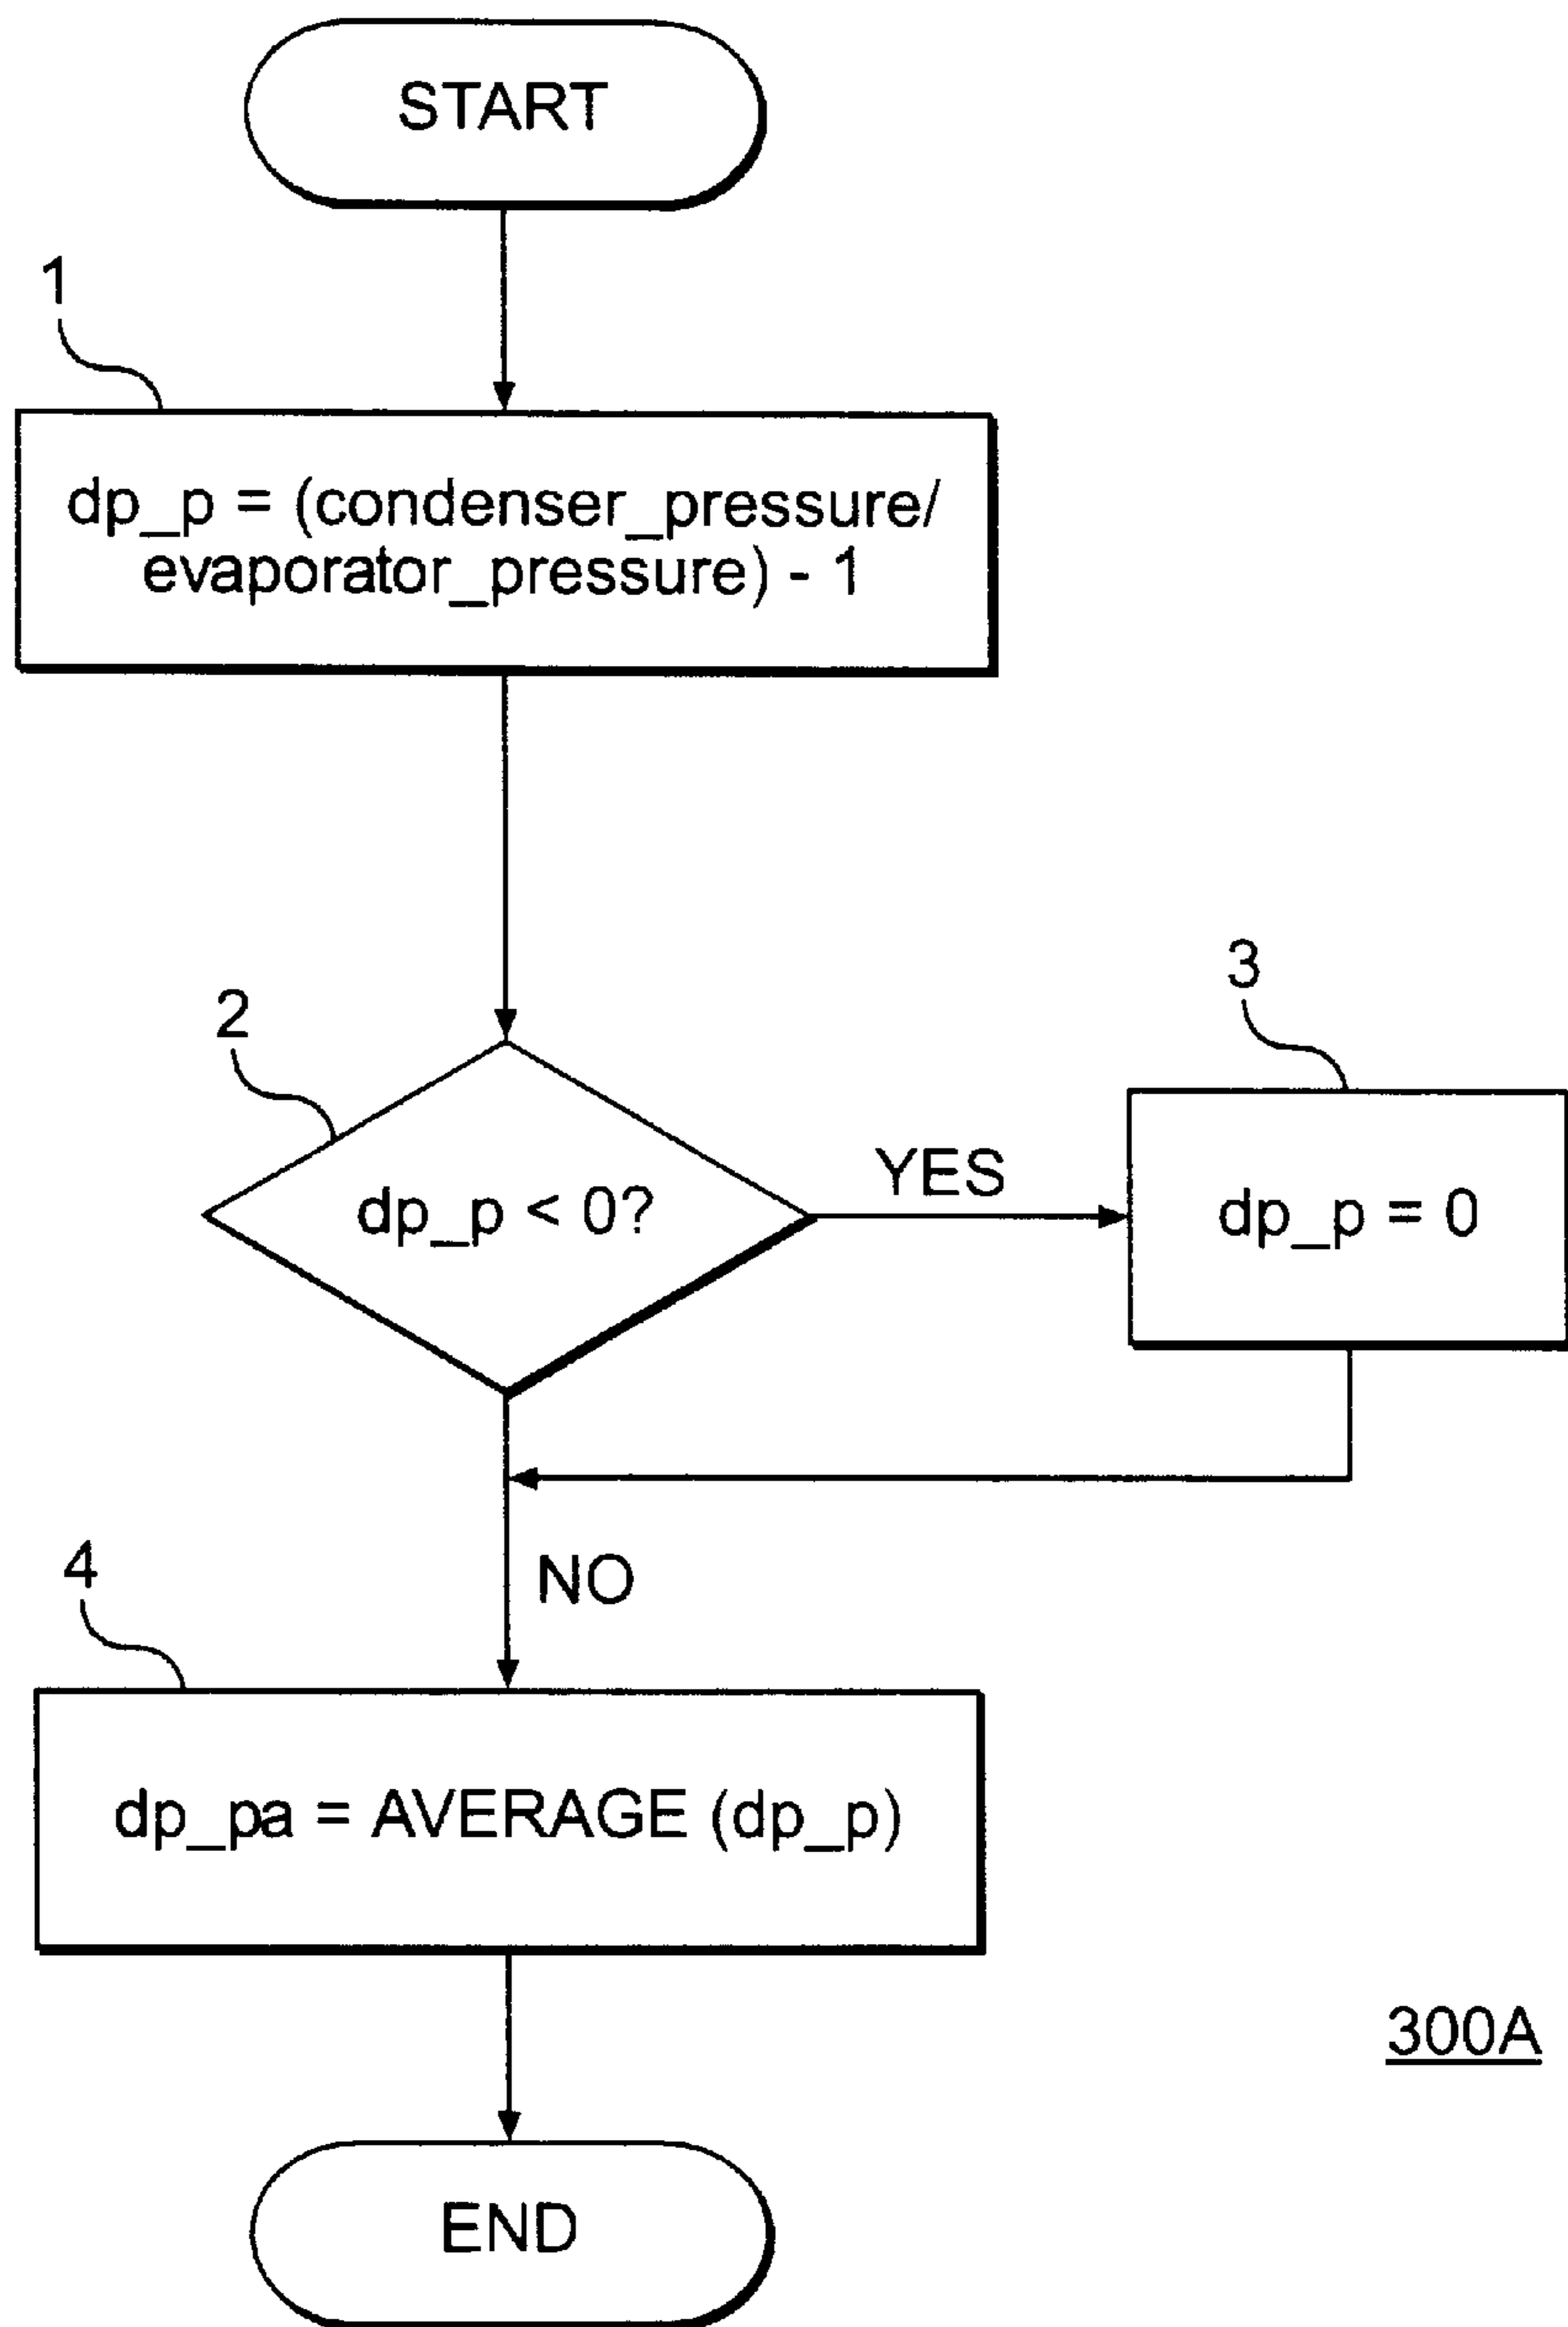 START
1
dp_p = (condenser_pressure/
evaporator_pressure) - 1
2
3
dp_p < 0?
YES
dp_p = 0
NO
4
dp_pa = AVERAGE (dp_p)
300A
END